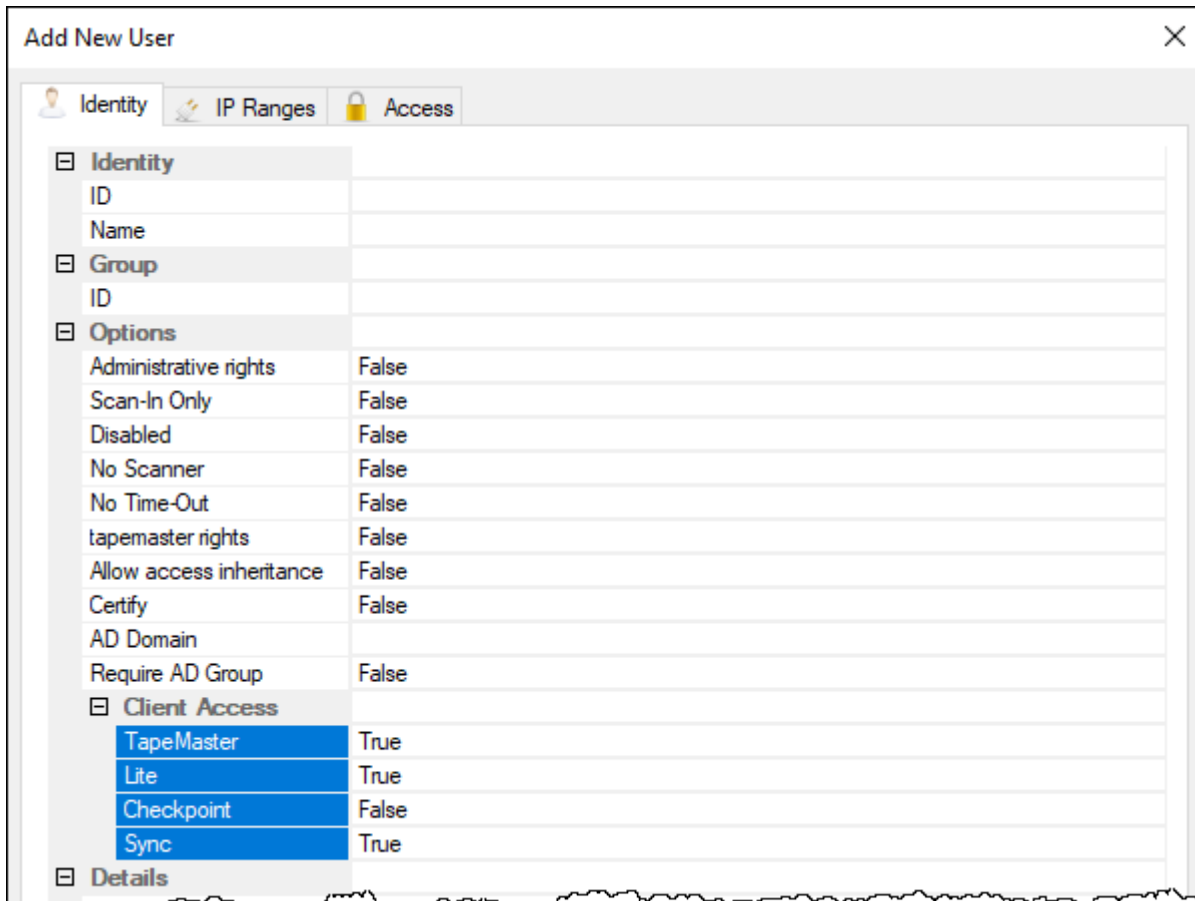 Add New User
Identity IP Ranges Access
Identity
ID
Name
Group
ID
Options
Administrative rights False
Scan-In Only False
Disabled False
No Scanner False
No Time-Out False
tapemaster rights False
Allow access inheritance False
Certify False
AD Domain
Require AD Group False
Client Access
TapeMaster True
Lite True
Checkpoint False
Sync True
Details